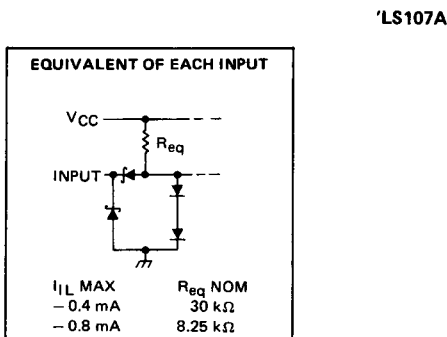 'LS107A
EQUIVALENT OF EACH INPUT
VCC
Req
INPUT
IIL MAX Req NOM
– 0.4 mA 30 kΩ
– 0.8 mA 8.25 kΩ